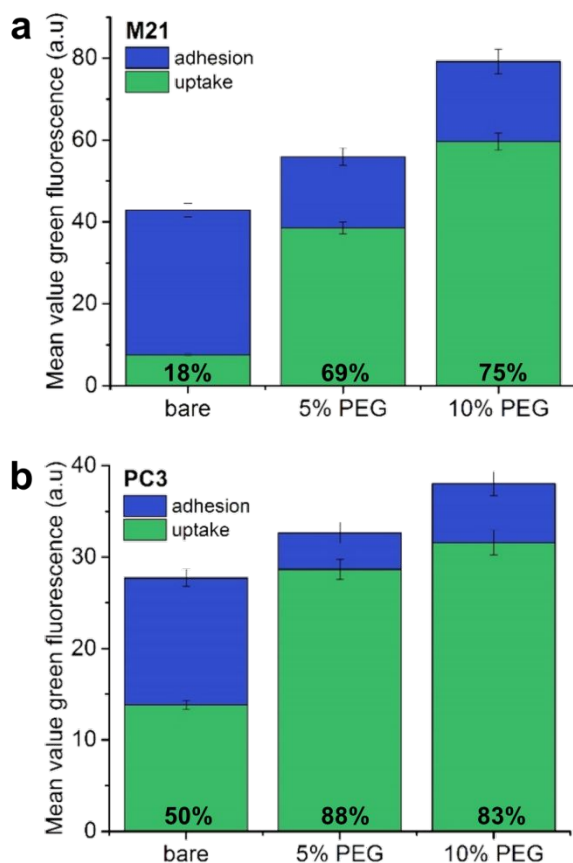 a
M21
adhesion
uptake
Mean value green fluorescence (a.u)
80
60
40
20
0
18%
69%
75%
bare
5% PEG
10% PEG
b
PC3
adhesion
uptake
Mean value green fluorescence (a.u)
40
30
20
10
0
50%
88%
83%
bare
5% PEG
10% PEG